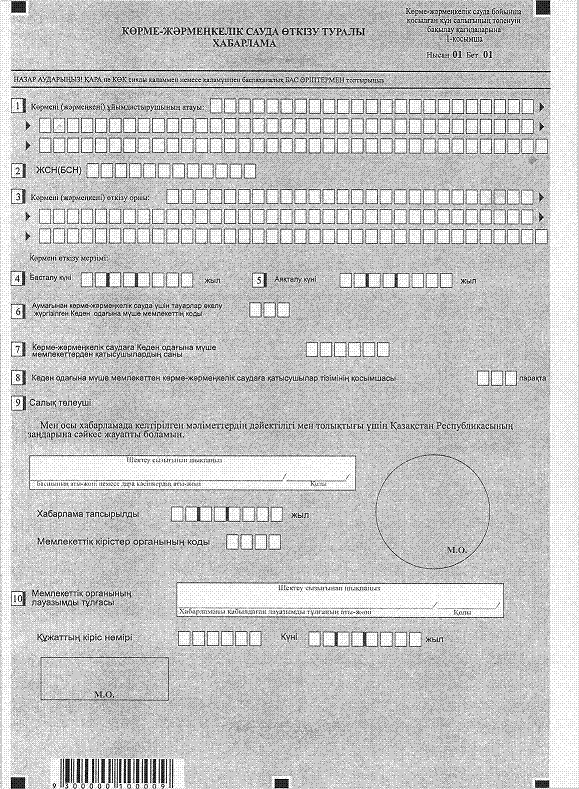 Көрме-жәрмеңкелік сауда бойынша
қосылған құн салығының төленуін
бақылау қағидаларына
1-қосымша
Нысан 01 Бет 01
КӨРМЕ-ЖӘРМЕҢКЕЛІК САУДА ӨТКІЗУ ТУРАЛЫ
ХАБАРЛАМА
НАЗАР АУДАРЫҢЫЗ! ҚАРА не КӨК сиялы қаламмен немесе қаламұшпен баспаханалық БАС ӘРІПТЕРМЕН толтырыңыз
1 Көрмені (жәрмеңкені) ұйымдастырушының атауы:
2 ЖСН(БСН)
3 Көрмені (жәрмеңкені) өткізу орны:
Көрмені өткізу мерзімі:
4 Басталу күні жыл 5 Аяқталу күні жыл
6 Аумағынан көрме-жәрмеңкелік сауда үшін тауарлар әкелу
жүргізілген Кеден одағына мүше мемлекеттің коды
7 Көрме-жәрмеңкелік саудаға Кеден одағына мүше
мемлекеттерден қатысушылардың саны
8 Кеден одағына мүше мемлекеттен көрме-жәрмеңкелік саудаға қатысушылар тізімінің қосымшасы парақта
9 Салық төлеуші
Мен осы хабарламада келтірілген мәліметтердің дәйектілігі мен толықтығы үшін Қазақстан Республикасының
заңдарына сәйкес жауапты боламын.
Шектеу сызығынан шықпаңыз
Басшының аты-жөні немесе дара кәсіпкердің аты-жөні Қолы
Хабарлама тапсырылды жыл
Мемлекеттік кірістер органының коды
М.О.
10 Мемлекеттік органының
лауазымды тұлғасы
Шектеу сызығынан шықпаңыз
Хабарламаны қабылдаған лауазымды тұлғаның аты-жөні Қолы
Құжаттың кіріс нөмірі Күні жыл
М.О.
9300000100009